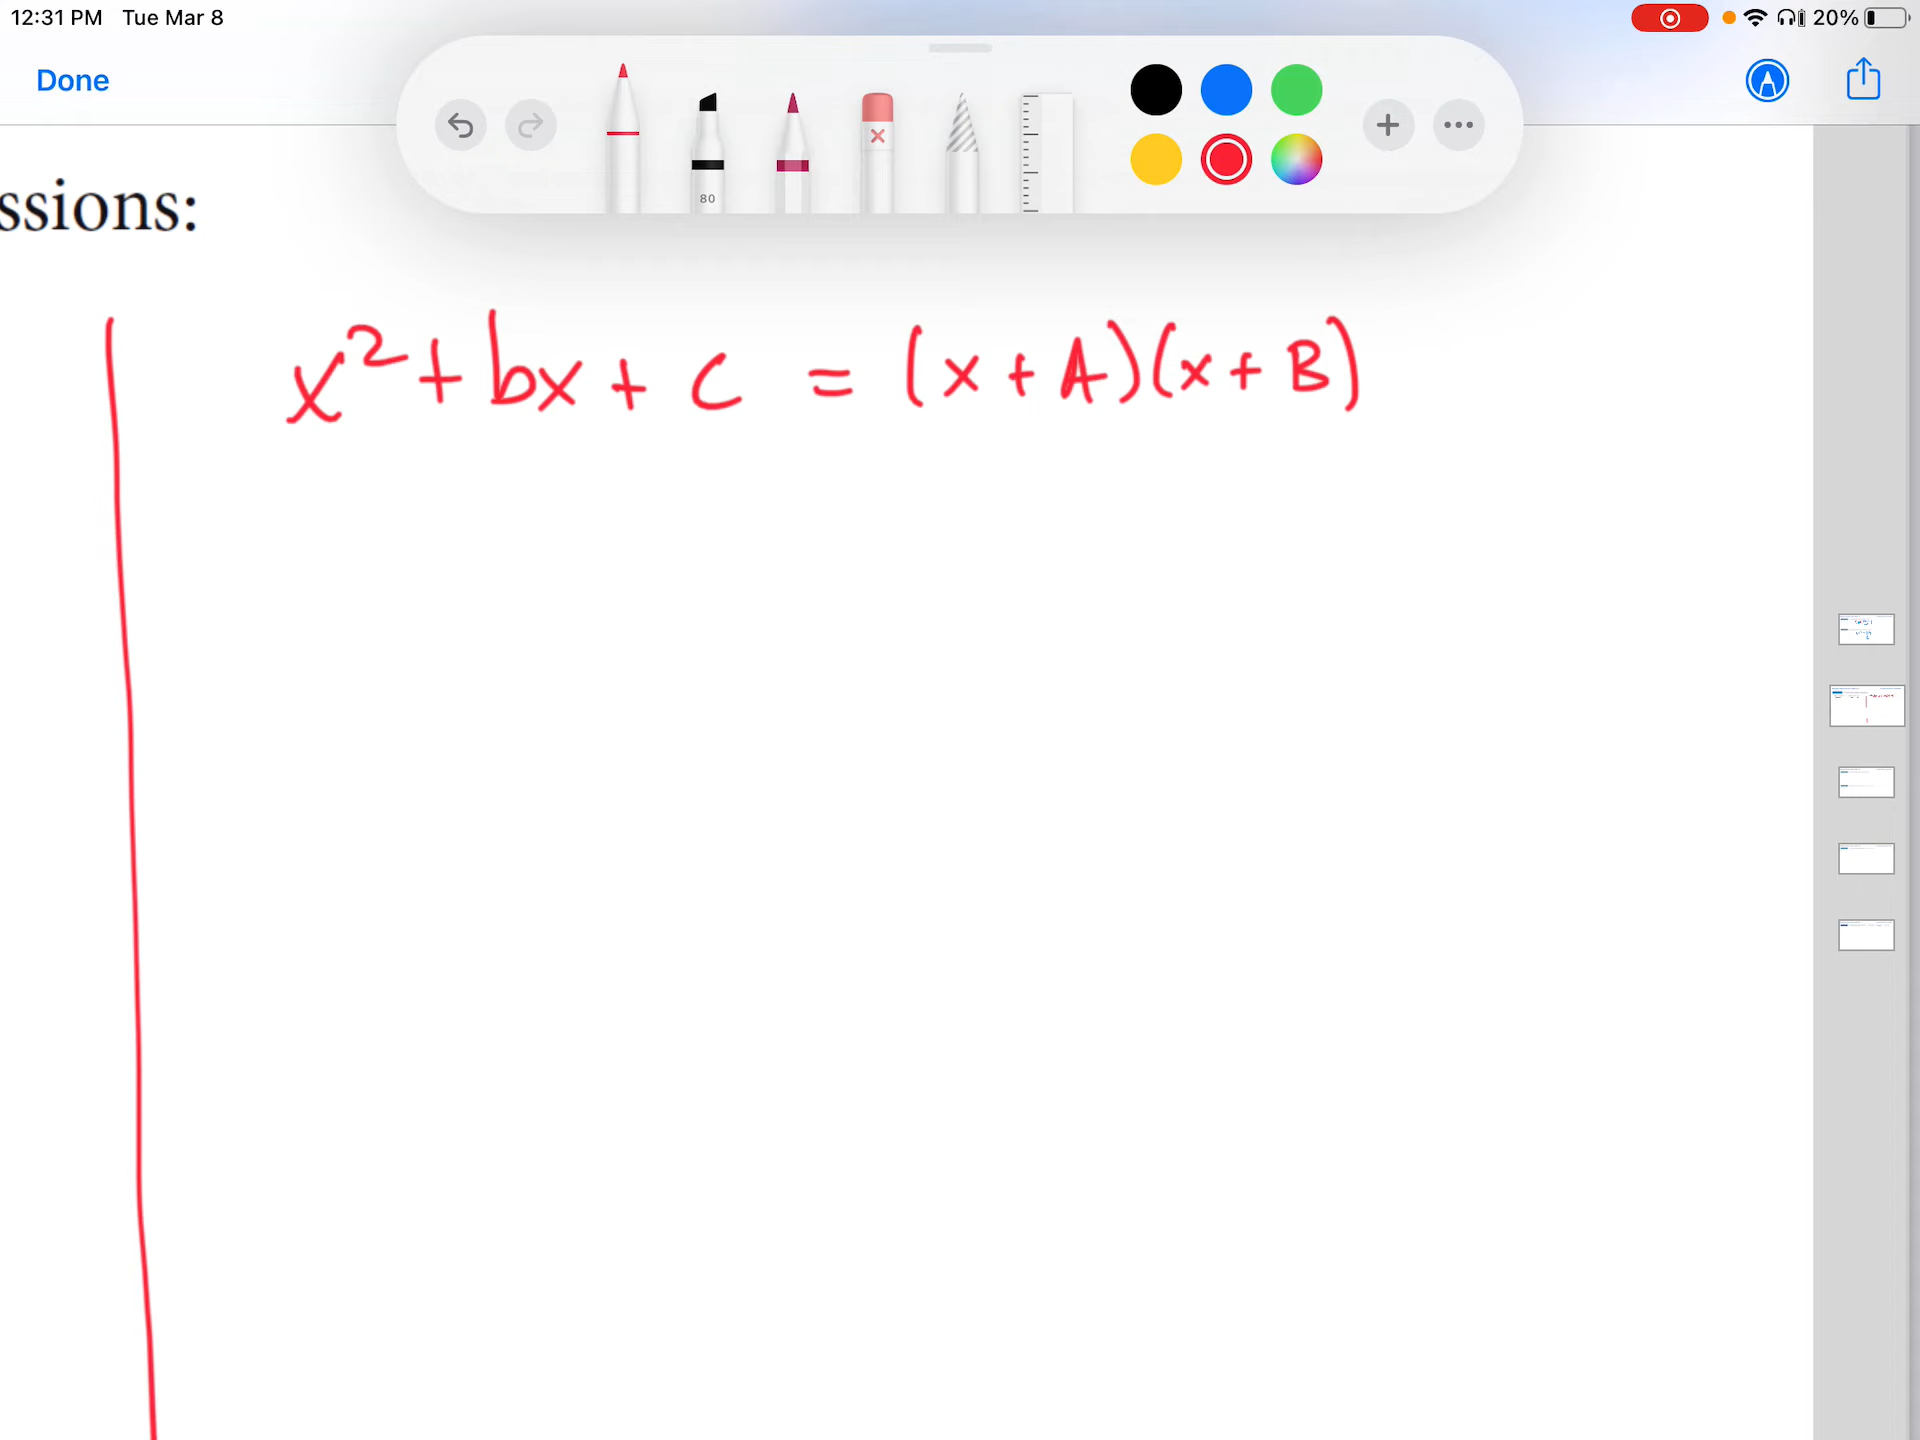 12:31 PM Tue Mar 8 20%
Done
80
ssions:
x² + bx + c = (x + A)(x + B)